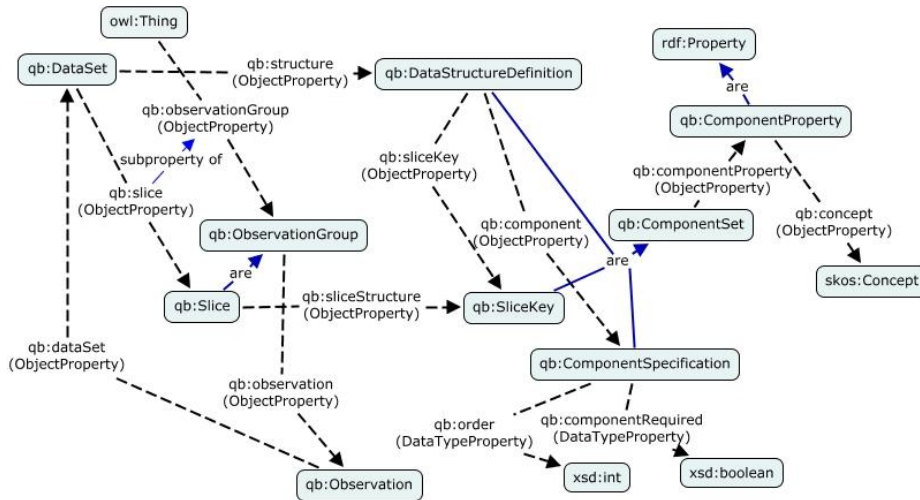 owl:Thing
rdf:Property
qb:DataSet
qb:structure
(ObjectProperty)
qb:DataStructureDefinition
are
qb:observationGroup
(ObjectProperty)
qb:ComponentProperty
subproperty of
qb:sliceKey
(ObjectProperty)
qb:componentProperty
(ObjectProperty)
qb:slice
(ObjectProperty)
qb:concept
(ObjectProperty)
qb:ObservationGroup
qb:component
(ObjectProperty)
qb:ComponentSet
are
are
skos:Concept
qb:Slice
qb:sliceStructure
(ObjectProperty)
qb:SliceKey
qb:dataSet
(ObjectProperty)
qb:ComponentSpecification
qb:observation
(ObjectProperty)
qb:order
(DataTypeProperty)
qb:componentRequired
(DataTypeProperty)
qb:Observation
xsd:int
xsd:boolean